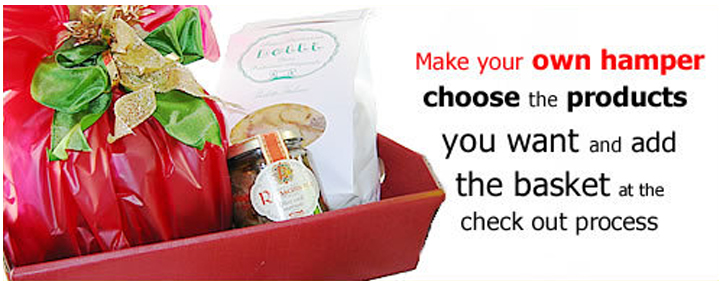 Make your own hamper
choose the products
you want and add
the basket at the
check out process